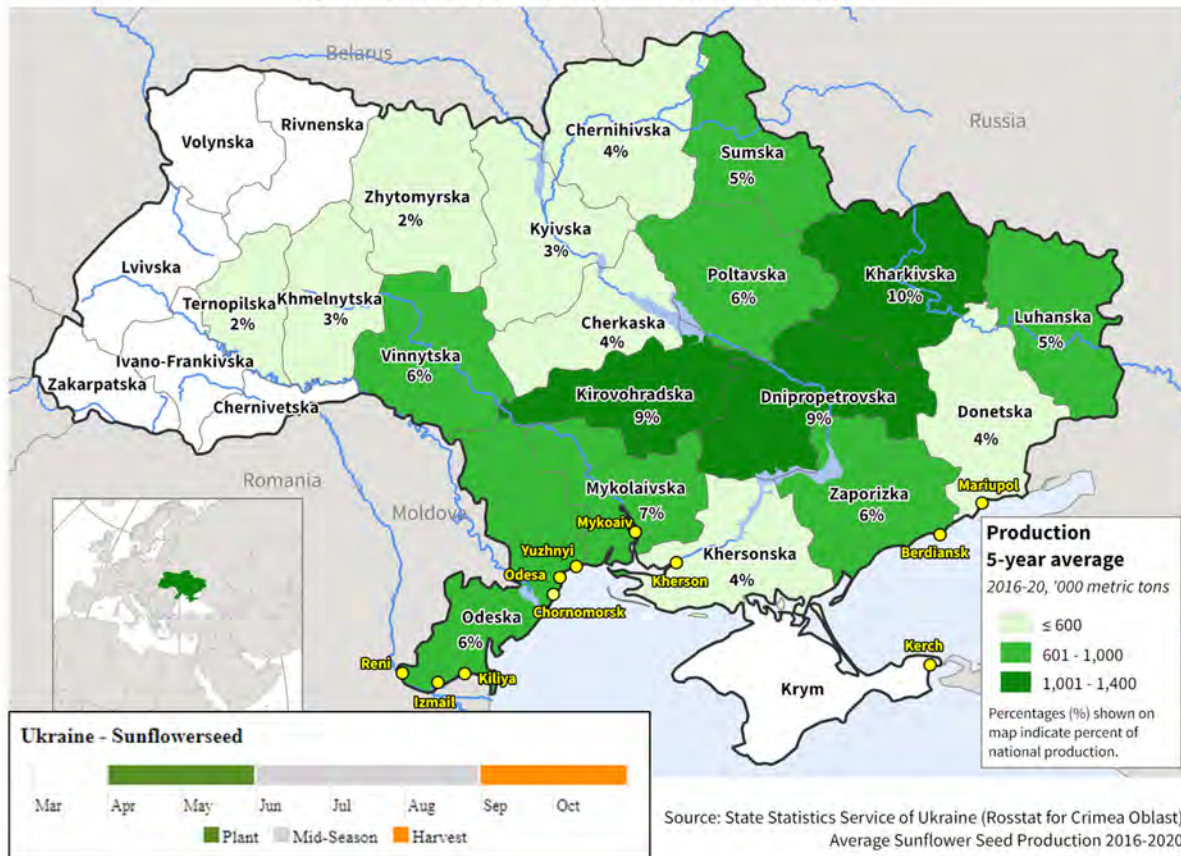 Belarus
Russia
Volynska
Rivnenska
Chernihivska
4%
Sumska
5%
Zhytomyrska
2%
Kyivska
3%
Lvivska
Poltavska
6%
Kharkivska
10%
Ternopilska
2%
Khmelnytska
3%
Cherkaska
4%
Luhanska
5%
Ivano-Frankivska
Vinnytska
6%
Zakarpatska
Chernivetska
Kirovohradska
9%
Dnipropetrovska
9%
Donetska
4%
Romania
Moldova
Mykolaivska
7%
Zaporizka
6%
Mariupol
Mykoaiv
Berdiansk
Yuzhnyi
Odesa
Khersonska
4%
Kherson
Chornomorsk
Odeska
6%
Reni
Kiliya
Izmail
Kerch
Krym
Production
5-year average
2016-20, '000 metric tons
≤ 600
601 - 1,000
1,001 - 1,400
Percentages (%) shown on
map indicate percent of
national production.
Ukraine - Sunflowerseed
Mar Apr May Jun Jul Aug Sep Oct
Plant Mid-Season Harvest
Source: State Statistics Service of Ukraine (Rosstat for Crimea Oblast)
Average Sunflower Seed Production 2016-2020